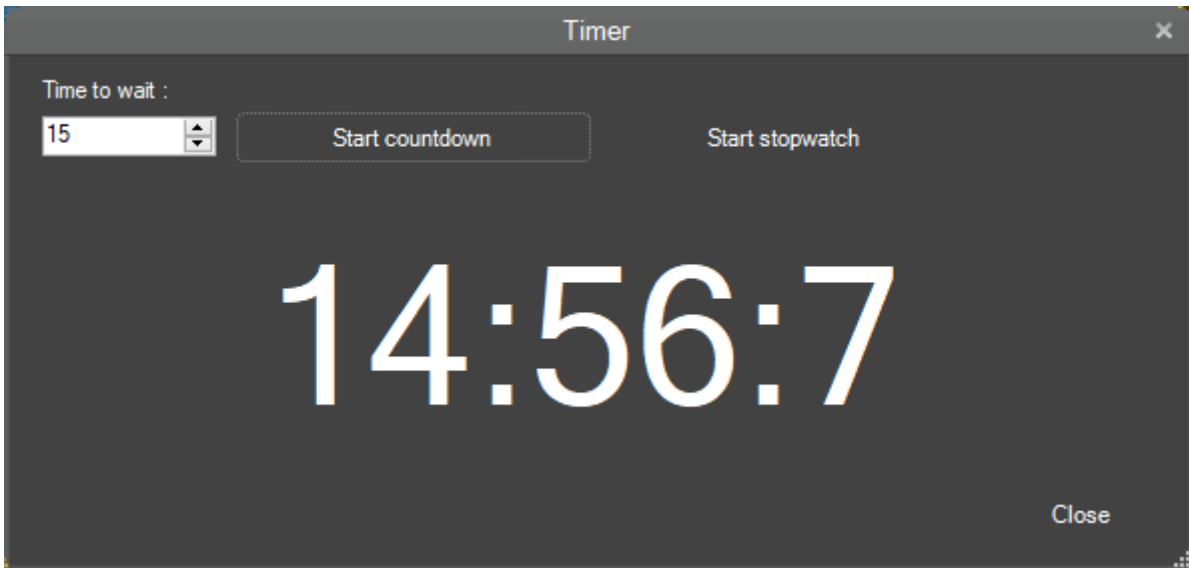 Timer
Time to wait :
15
Start countdown
Start stopwatch
14:56:7
Close